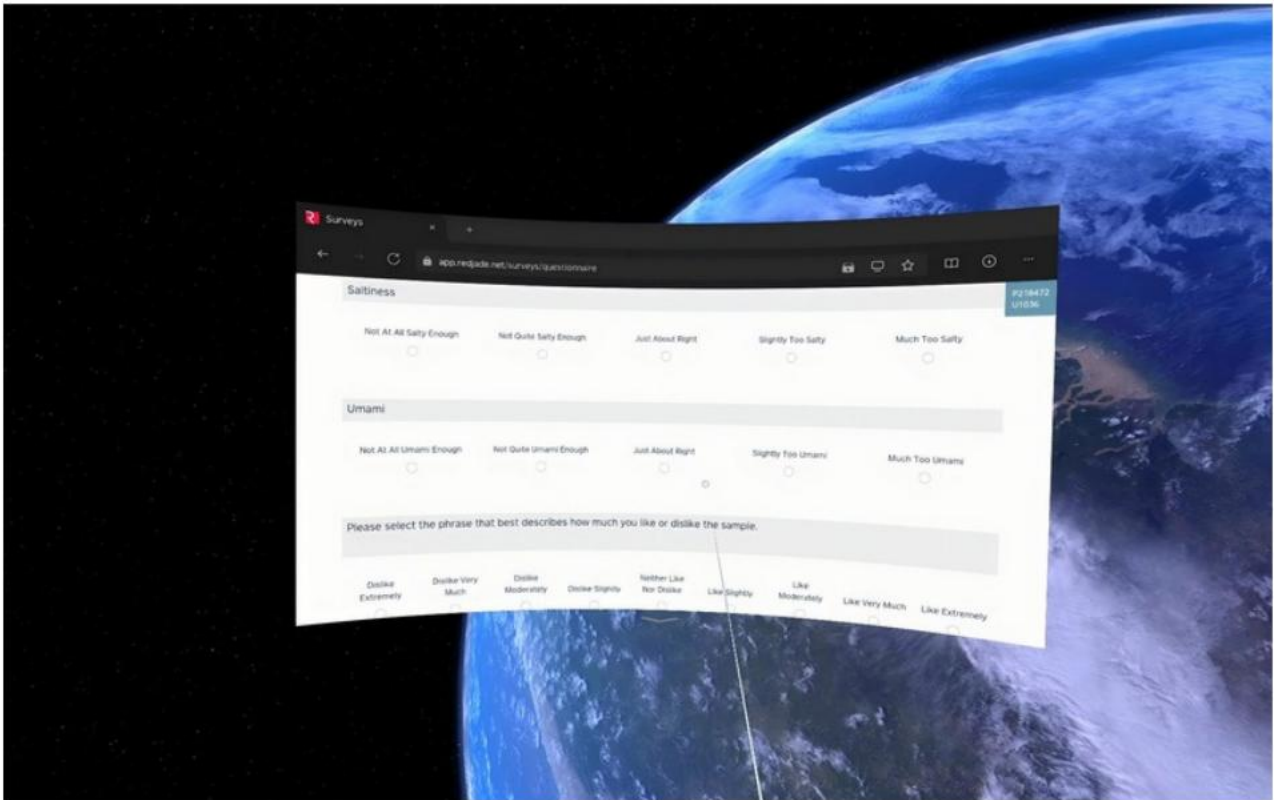 Surveys
app.redjade.net/surveys/questionnaire
P218472
U1036
Saltiness
Not At All Salty Enough
Not Quite Salty Enough
Just About Right
Slightly Too Salty
Much Too Salty
Umami
Not At All Umami Enough
Not Quite Umami Enough
Just About Right
Slightly Too Umami
Much Too Umami
Please select the phrase that best describes how much you like or dislike the sample.
Dislike Extremely
Dislike Very Much
Dislike Moderately
Dislike Slightly
Neither Like Nor Dislike
Like Slightly
Like Moderately
Like Very Much
Like Extremely